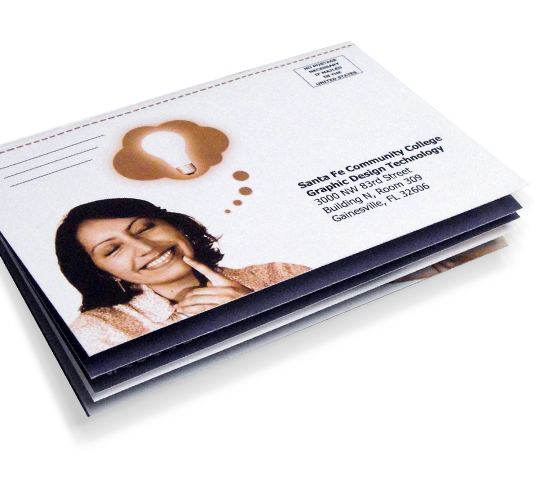 NO POSTAGE
NECESSARY
IF MAILED
IN THE
UNITED STATES
Santa Fe Community College
Graphic Design Technology
3000 NW 83rd Street
Building N, Room 309
Gainesville, FL 32606